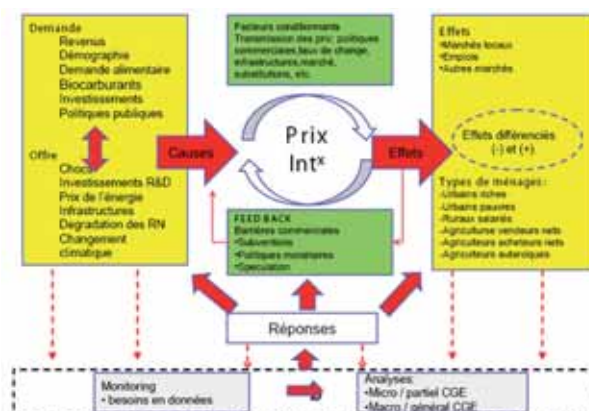 Demande
Revenus
Démographie
Demande alimentaire
Biocarburants
Investissements
Politiques publiques
Offre
Chocs
Investissements R&D
Prix de l'énergie
Infrastructures
Degradation des RN
Changement
climatique
Causes
Facteurs conditionnants
Transmission des prix, politiques
commerciales, taux de change,
infrastructures, marché,
substitutions, etc.
Prix
Intˣ
FEED BACK
Barrières commerciales
•Subventions
•Politiques monétaires
•Speculation
Effets
Effets
•Marchés locaux
•Emplois
•Autres marchés
Effets différenciés
(-) et (+)
Types de ménages:
-Urbains riches
-Urbains pauvres
-Ruraux salariés
-Agriculteurs vendeurs nets
-Agriculteurs acheteurs nets
-Agriculteurs autarciques
Réponses
Monitoring
• besoins en données
Analyses:
•Micro / partiel CGE
•Macro / général CGE